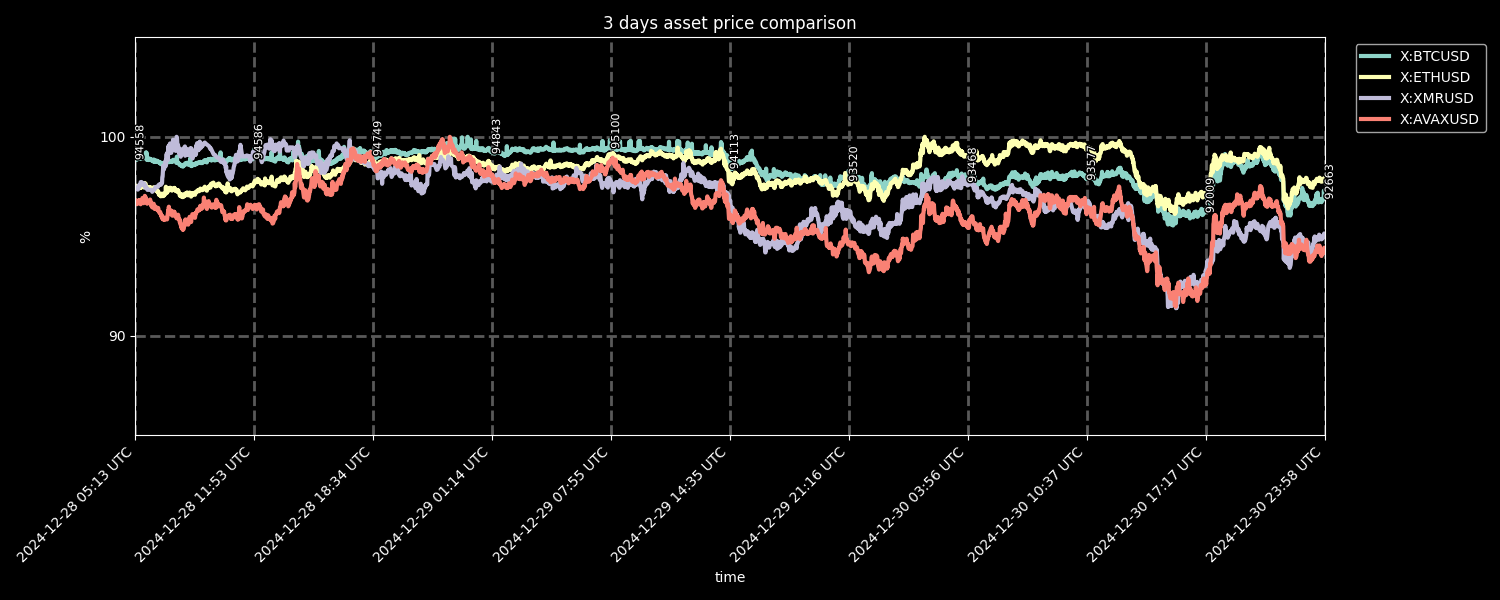 3 days asset price comparison
X:BTCUSD
X:ETHUSD
X:XMRUSD
X:AVAXUSD
100
90
%
94558
94586
94749
94843
95100
94113
93520
93468
93577
92009
92663
2024-12-28 05:13 UTC
2024-12-28 11:53 UTC
2024-12-28 18:34 UTC
2024-12-29 01:14 UTC
2024-12-29 07:55 UTC
2024-12-29 14:35 UTC
2024-12-29 21:16 UTC
2024-12-30 03:56 UTC
2024-12-30 10:37 UTC
2024-12-30 17:17 UTC
2024-12-30 23:58 UTC
time